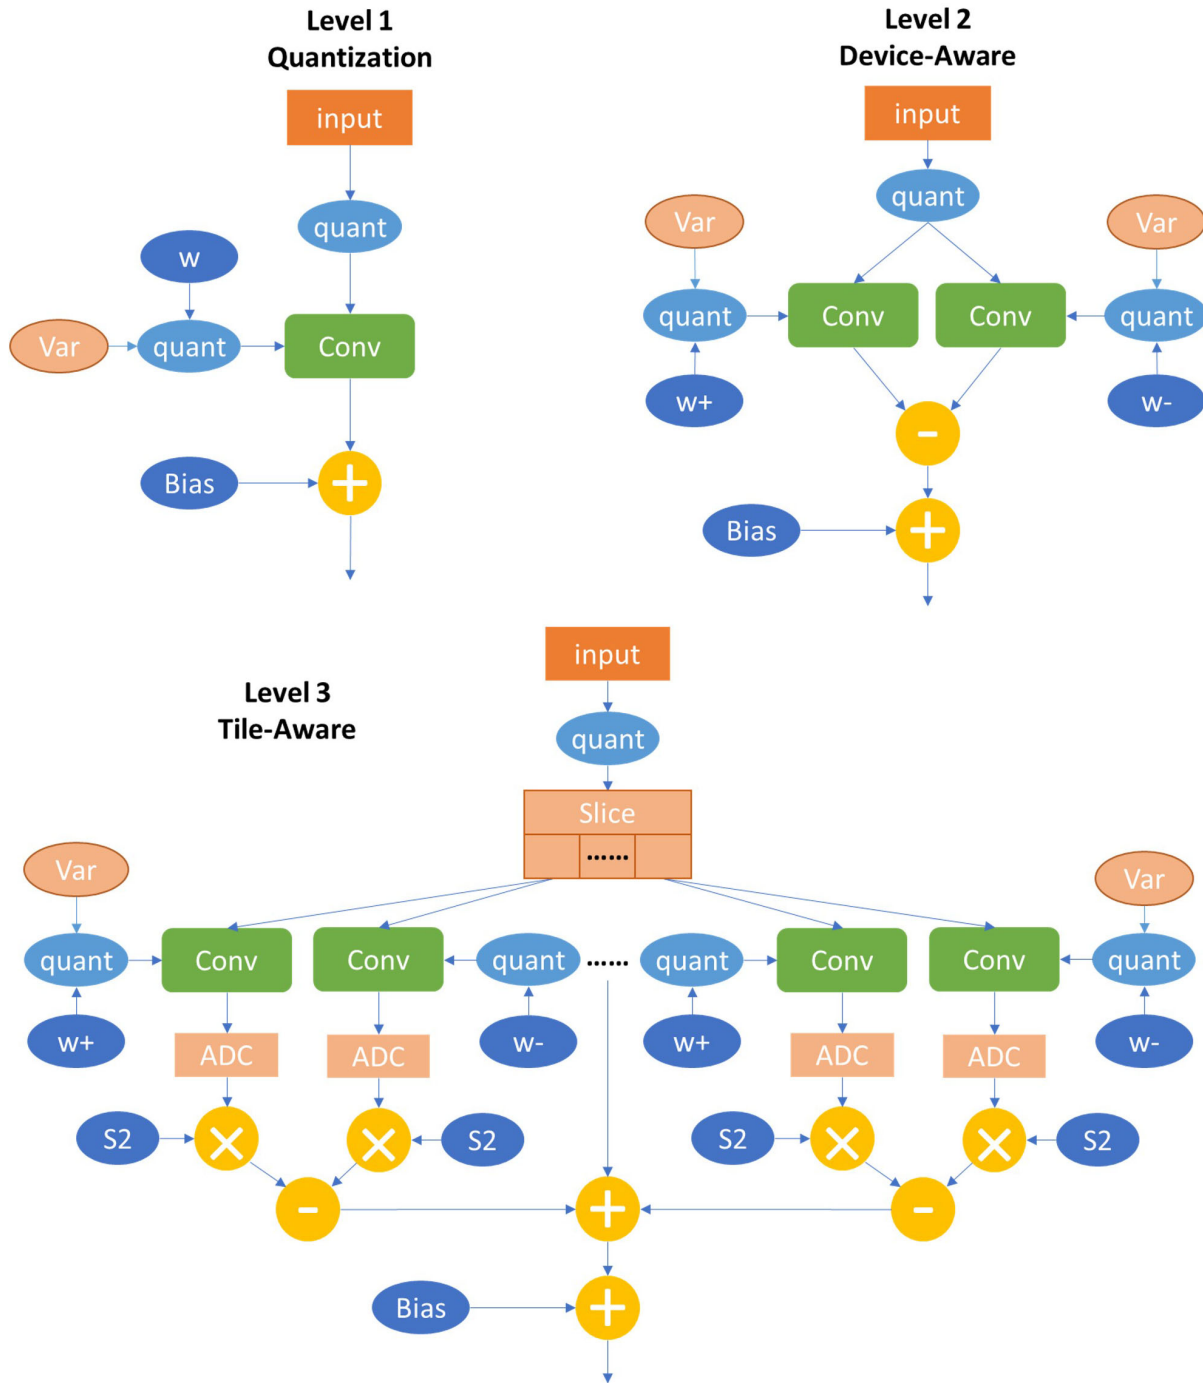 Level 1
Quantization
input
quant
w
Var
quant
Conv
Bias
+
Level 2
Device-Aware
input
quant
Var
Var
quant
Conv
Conv
quant
w+
w-
-
Bias
+
Level 3
Tile-Aware
input
quant
Slice
......
Var
Var
quant
Conv
Conv
quant
......
quant
Conv
Conv
quant
w+
w-
w+
w-
ADC
ADC
ADC
ADC
S2
×
×
S2
S2
×
×
S2
-
+
-
Bias
+